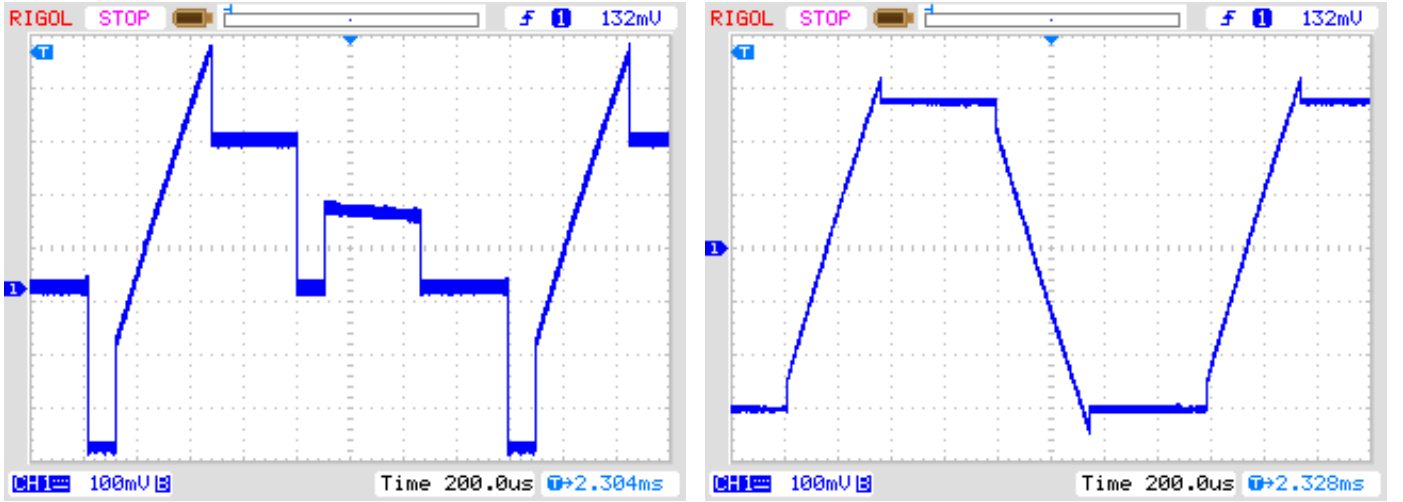 RIGOL STOP 1 132mV
T
1
CH1 100mV B Time 200.0us T→2.304ms
RIGOL STOP 1 132mV
T
1
CH1 100mV B Time 200.0us T→2.328ms